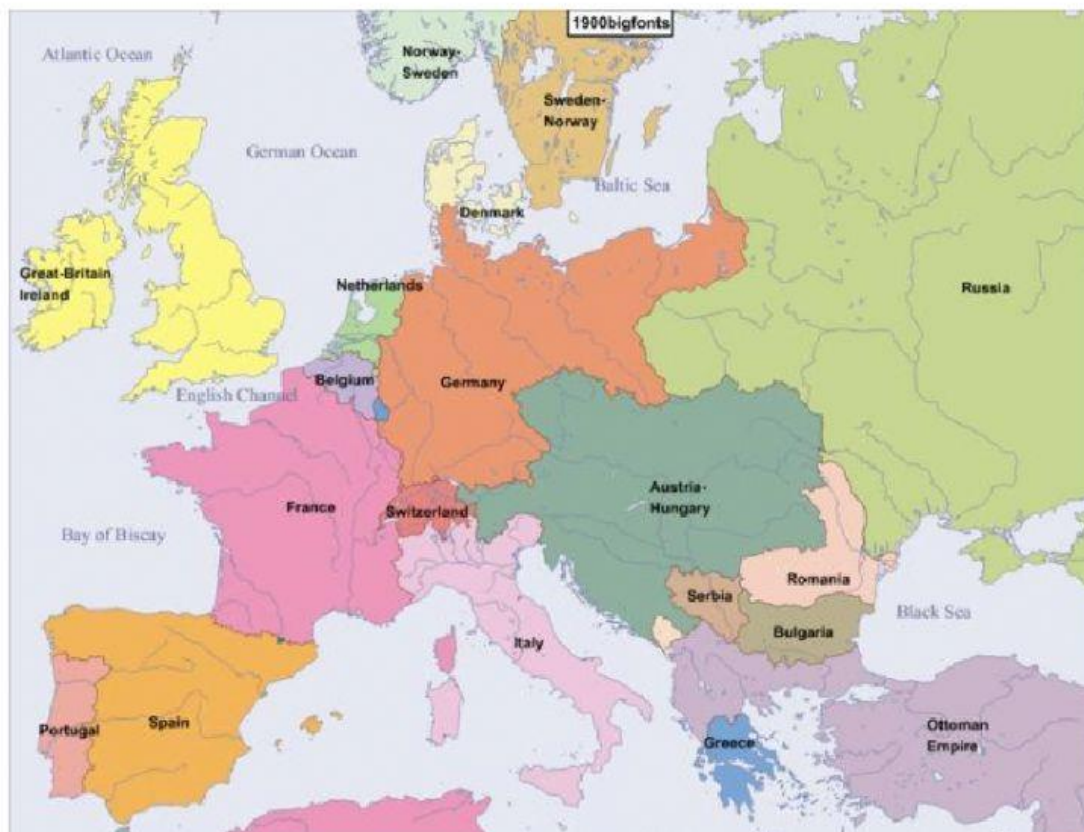 1900bigfonts
Atlantic Ocean
Norway-
Sweden
Sweden-
Norway
German Ocean
Baltic Sea
Denmark
Great-Britain
Ireland
Netherlands
Russia
Belgium
Germany
English Channel
Austria-
Hungary
France
Switzerland
Bay of Biscay
Romania
Serbia
Black Sea
Bulgaria
Italy
Portugal
Spain
Greece
Ottoman
Empire